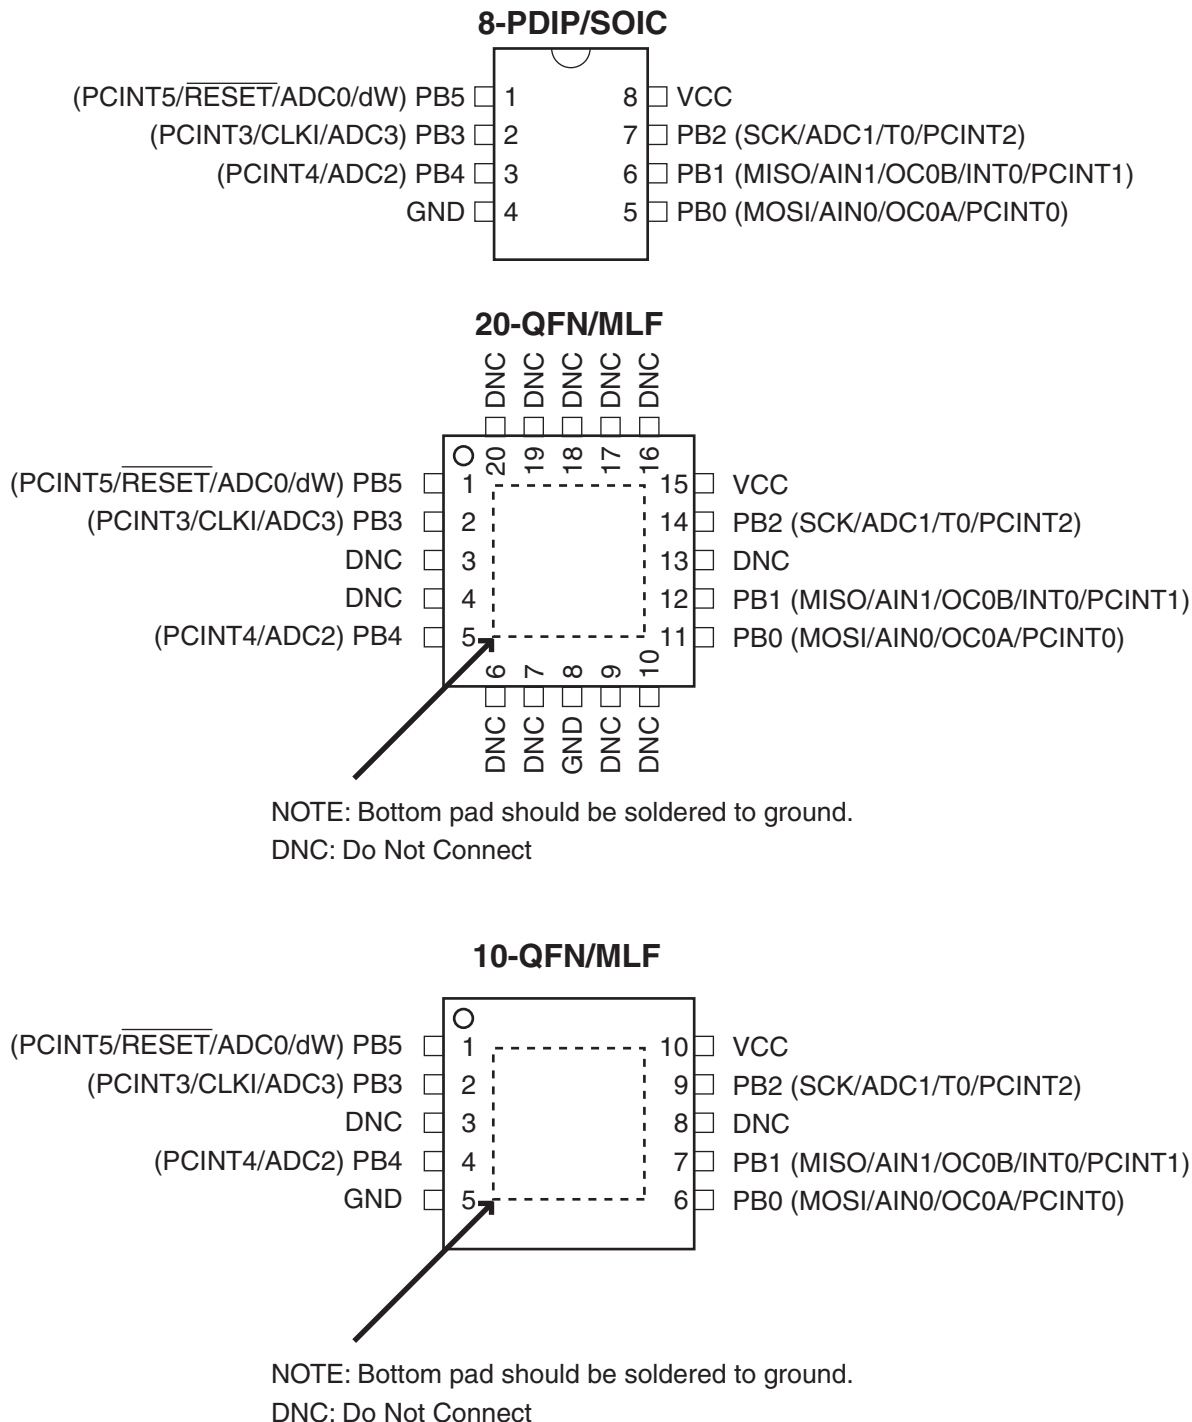 8-PDIP/SOIC
(PCINT5/RESET/ADC0/dW) PB5 1 8 VCC
(PCINT3/CLKI/ADC3) PB3 2 7 PB2 (SCK/ADC1/T0/PCINT2)
(PCINT4/ADC2) PB4 3 6 PB1 (MISO/AIN1/OC0B/INT0/PCINT1)
GND 4 5 PB0 (MOSI/AIN0/OC0A/PCINT0)
20-QFN/MLF
DNC DNC DNC DNC DNC
20 19 18 17 16
(PCINT5/RESET/ADC0/dW) PB5 1 15 VCC
(PCINT3/CLKI/ADC3) PB3 2 14 PB2 (SCK/ADC1/T0/PCINT2)
DNC 3 13 DNC
DNC 4 12 PB1 (MISO/AIN1/OC0B/INT0/PCINT1)
(PCINT4/ADC2) PB4 5 11 PB0 (MOSI/AIN0/OC0A/PCINT0)
6 7 8 9 10
DNC DNC GND DNC DNC
NOTE: Bottom pad should be soldered to ground.
DNC: Do Not Connect
10-QFN/MLF
(PCINT5/RESET/ADC0/dW) PB5 1 10 VCC
(PCINT3/CLKI/ADC3) PB3 2 9 PB2 (SCK/ADC1/T0/PCINT2)
DNC 3 8 DNC
(PCINT4/ADC2) PB4 4 7 PB1 (MISO/AIN1/OC0B/INT0/PCINT1)
GND 5 6 PB0 (MOSI/AIN0/OC0A/PCINT0)
NOTE: Bottom pad should be soldered to ground.
DNC: Do Not Connect